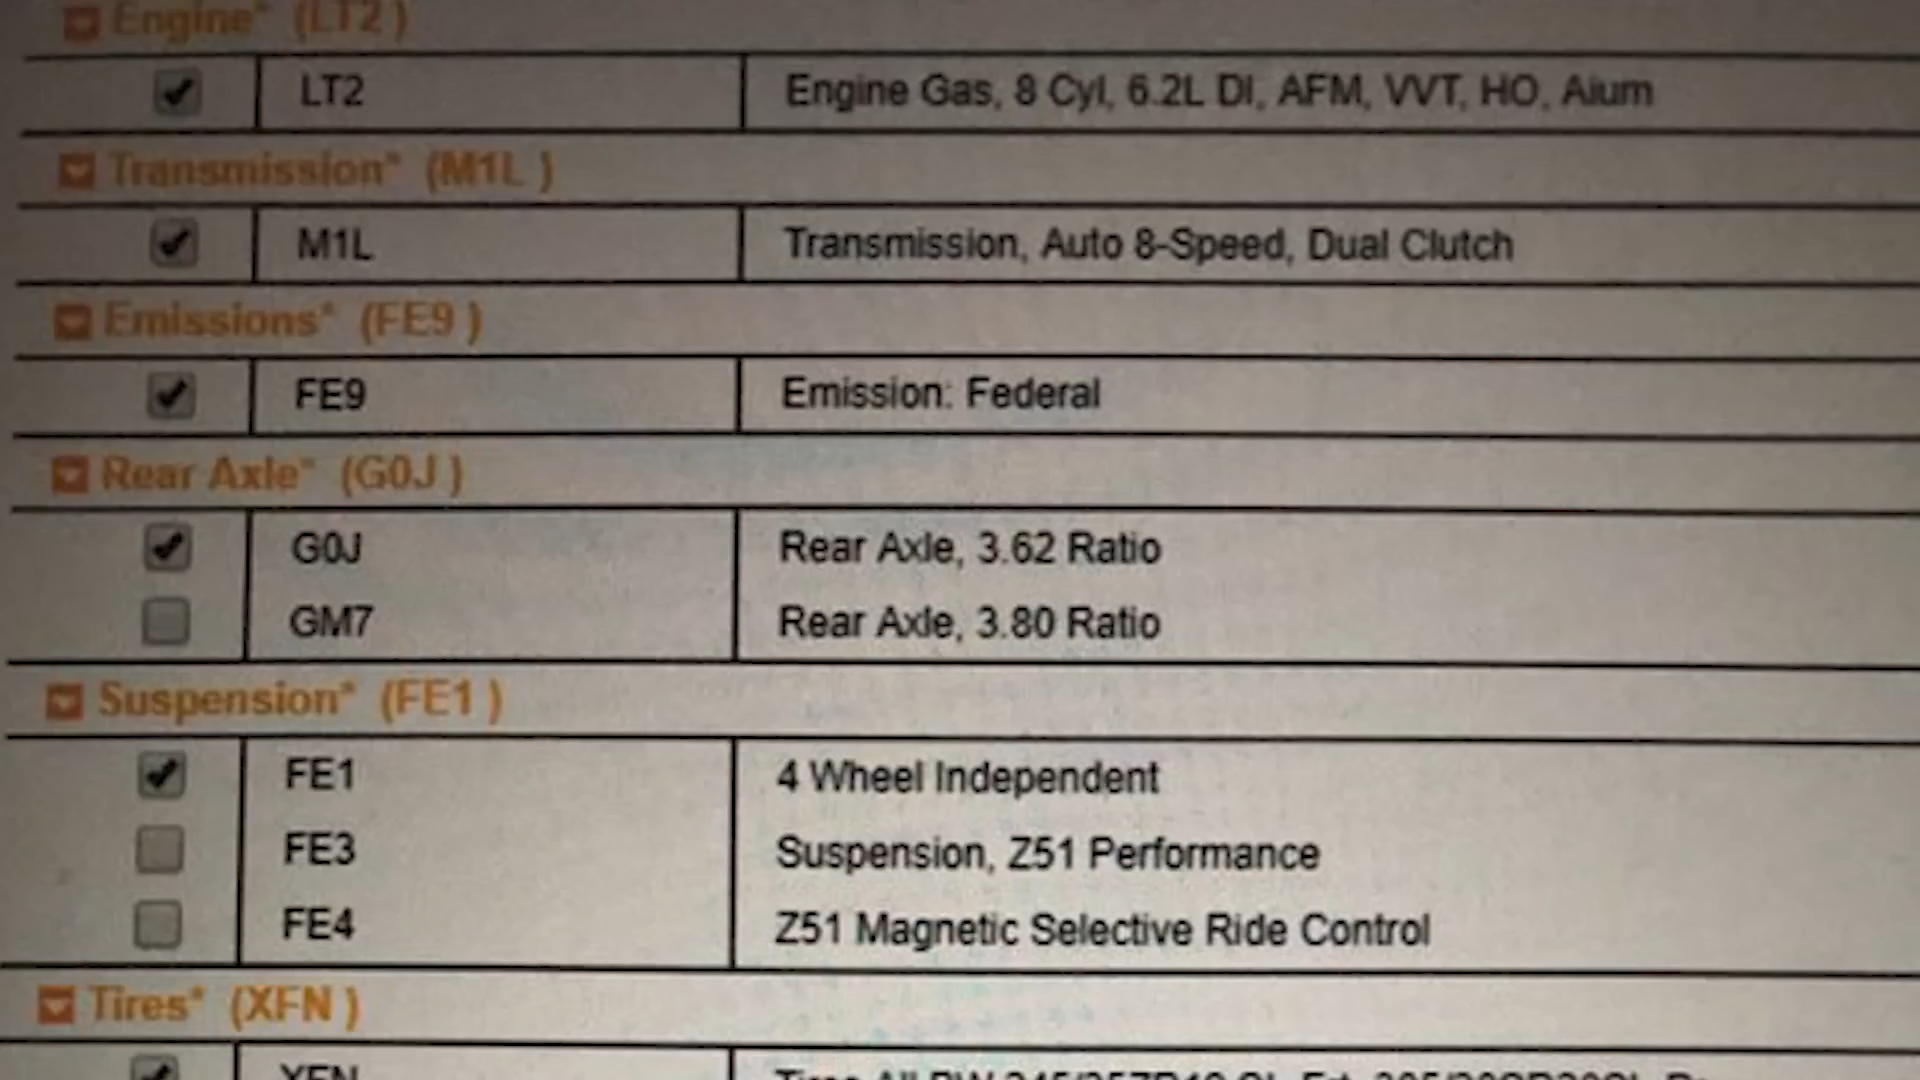 Engine* (LT2)
LT2 Engine Gas, 8 Cyl, 6.2L DI, AFM, VVT, HO, Alum
Transmission* (M1L )
M1L Transmission, Auto 8-Speed, Dual Clutch
Emissions* (FE9 )
FE9 Emission: Federal
Rear Axle* (G0J )
G0J Rear Axle, 3.62 Ratio
GM7 Rear Axle, 3.80 Ratio
Suspension* (FE1 )
FE1 4 Wheel Independent
FE3 Suspension, Z51 Performance
FE4 Z51 Magnetic Selective Ride Control
Tires* (XFN )
XFN